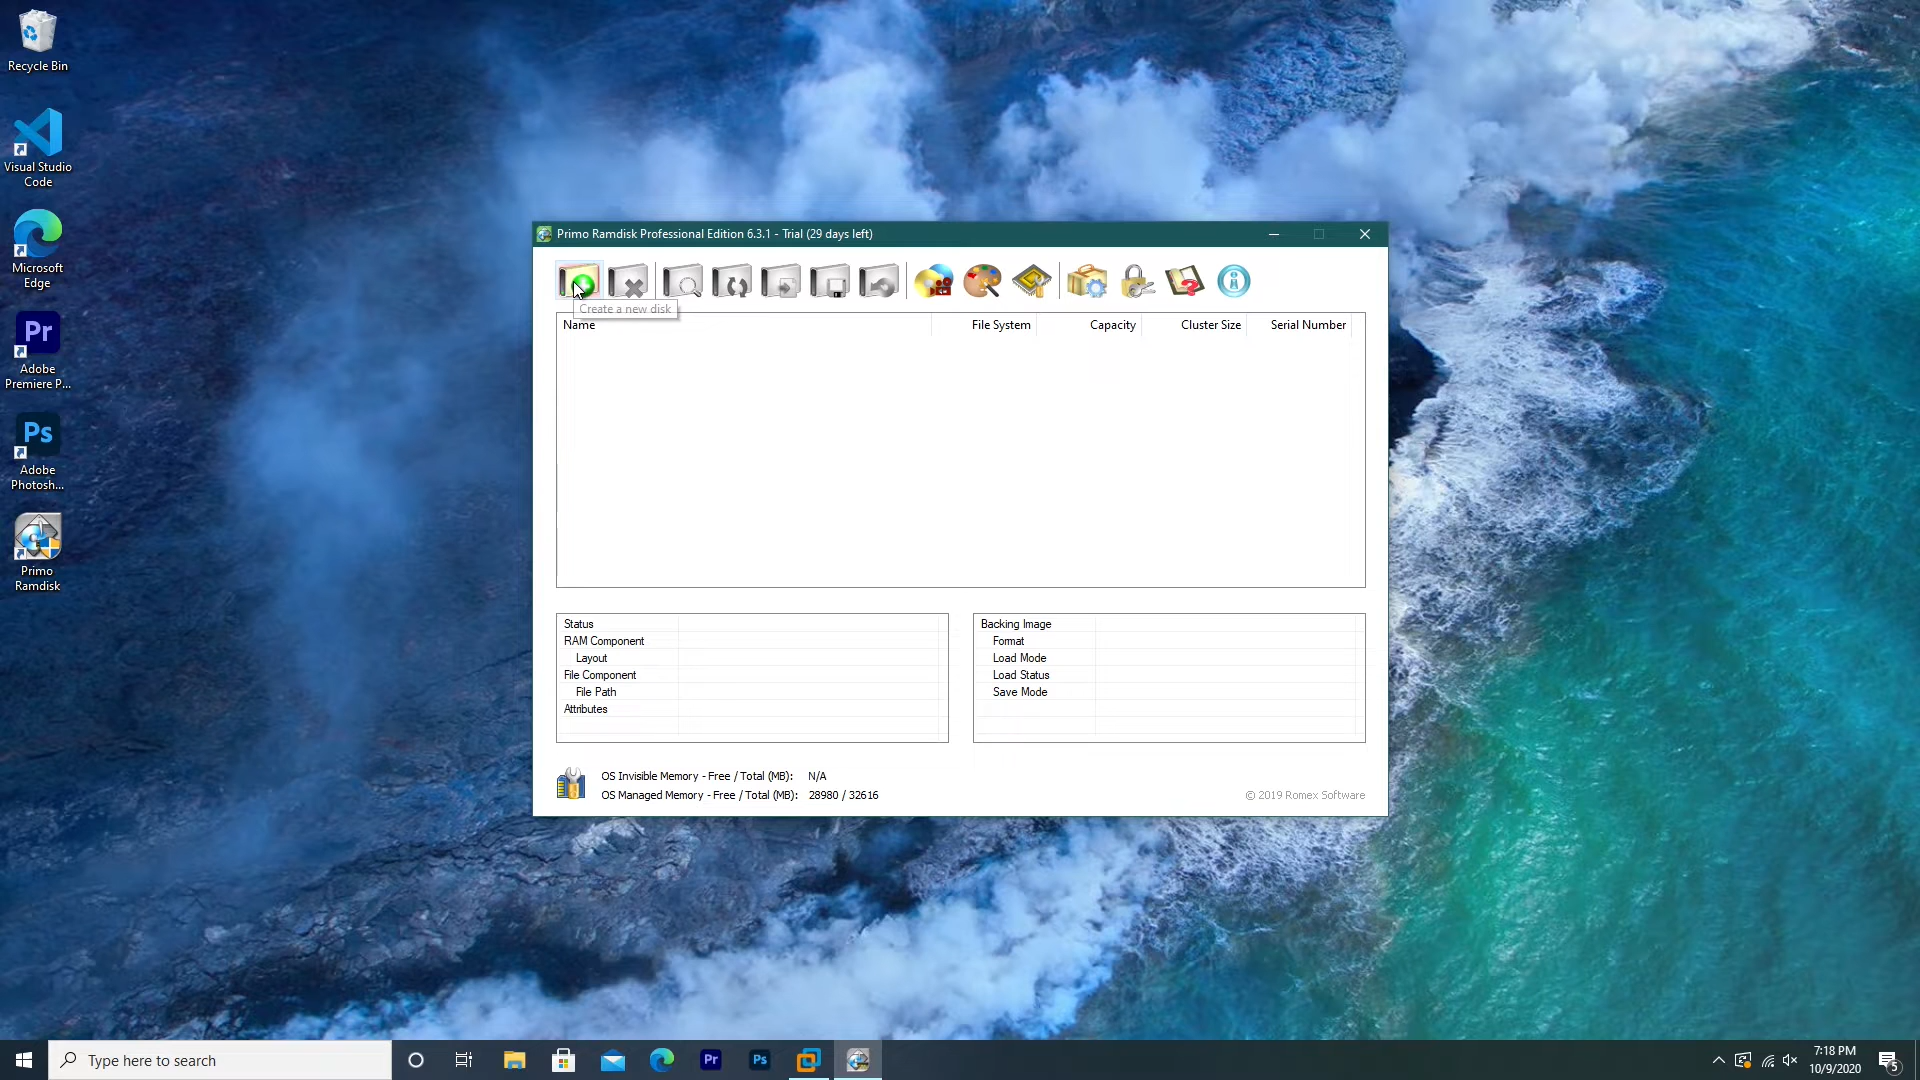 Recycle Bin
Visual Studio
Code
Microsoft
Edge
Pr
Adobe
Premiere P...
Ps
Adobe
Photosh...
Primo
Ramdisk
Primo Ramdisk Professional Edition 6.3.1 - Trial (29 days left)
Create a new disk
Name
File System
Capacity
Cluster Size
Serial Number
Status
RAM Component
Layout
File Component
File Path
Attributes
Backing Image
Format
Load Mode
Load Status
Save Mode
OS Invisible Memory - Free / Total (MB): N/A
OS Managed Memory - Free / Total (MB): 28980 / 32616
© 2019 Romex Software
Type here to search
Pr
Ps
7:18 PM
10/9/2020
5